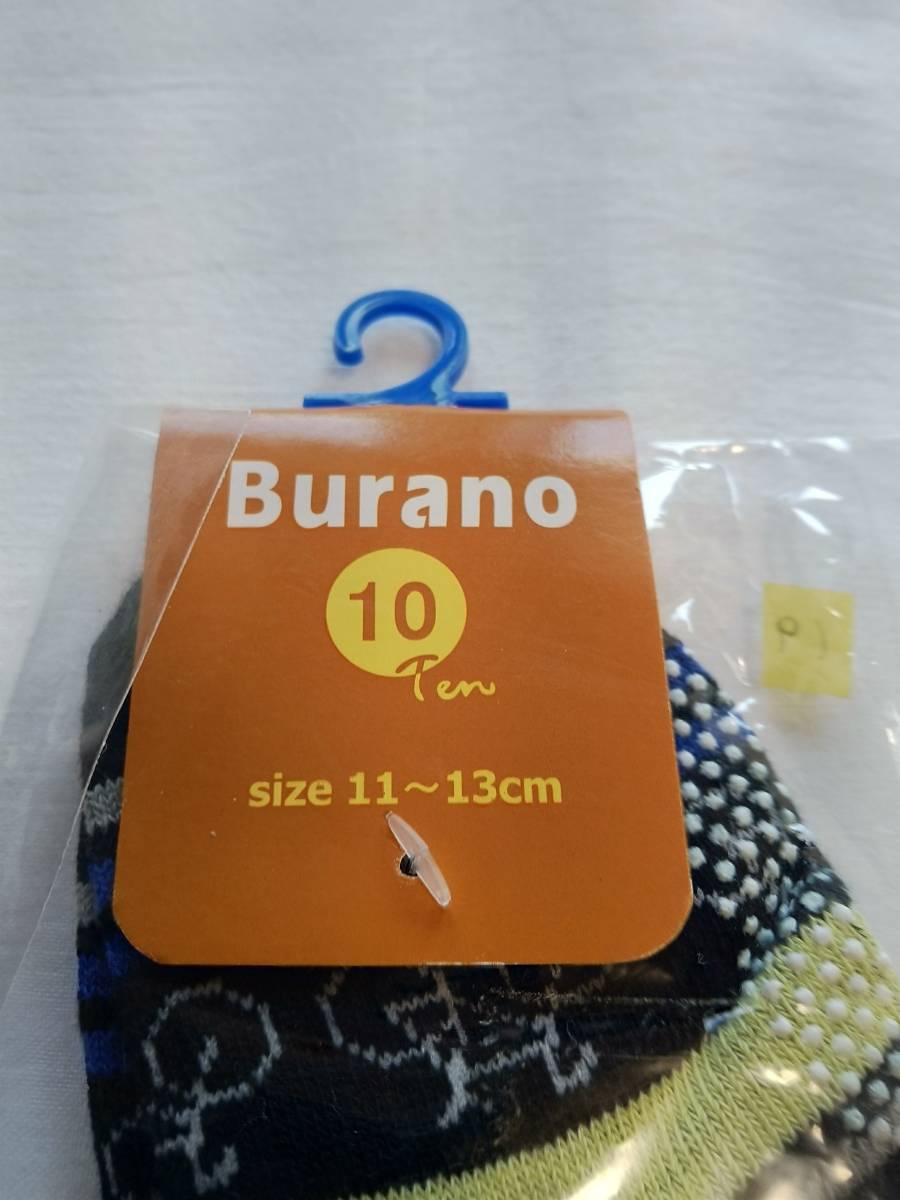 Burano
10
Ten
size 11~13cm